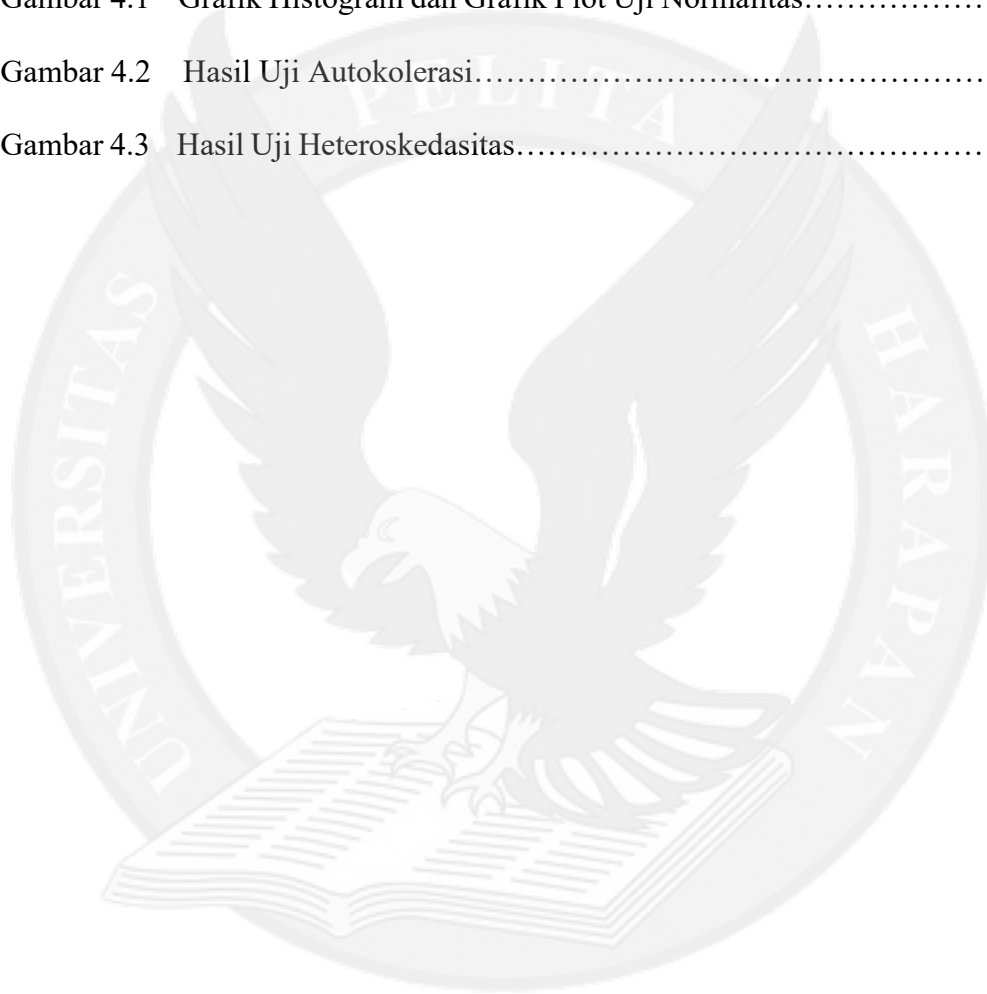 Gambar 4.1 Grafik Histogram dan Grafik Plot Uji Normalitas………………
Gambar 4.2 Hasil Uji Autokolerasi…………………………………………………
Gambar 4.3 Hasil Uji Heteroskedasitas……………………………………………
UNIVERSITAS PELITA HARAPAN